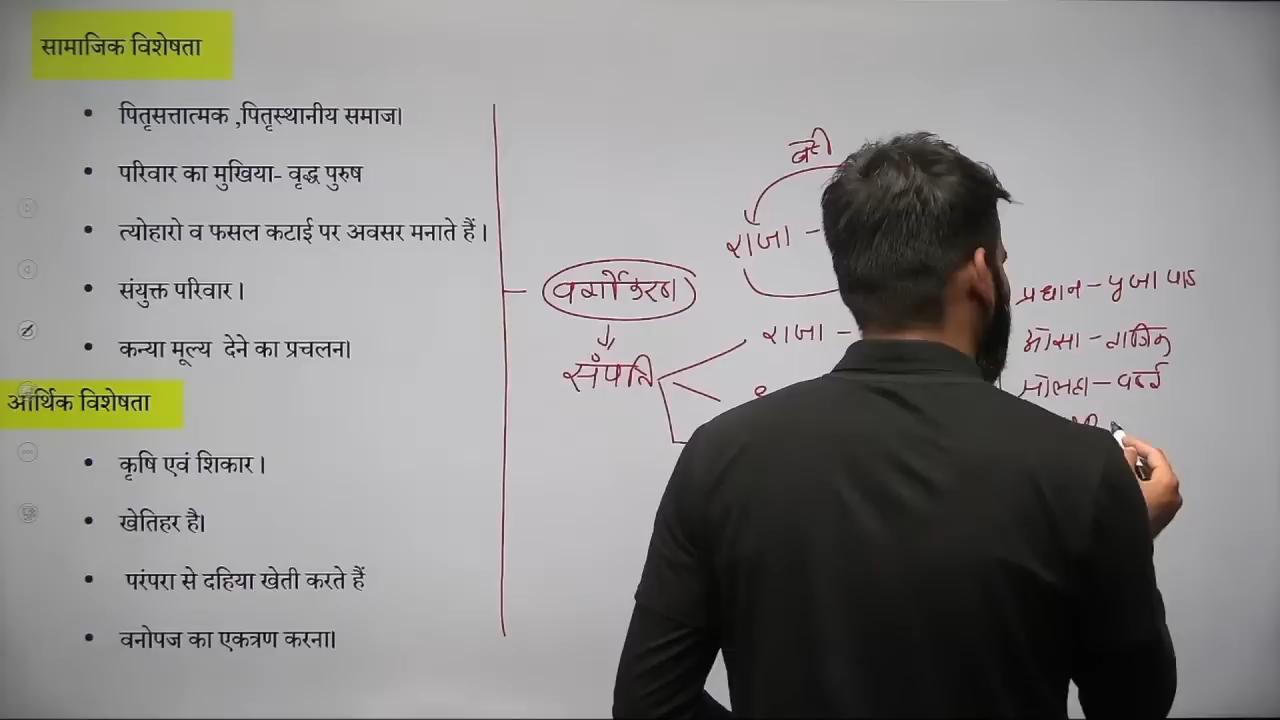 सामाजिक विशेषता
• पितृसत्तात्मक ,पितृस्थानीय समाज।
• परिवार का मुखिया- वृद्ध पुरुष
• त्योहारो व फसल कटाई पर अवसर मनाते हैं।
• संयुक्त परिवार ।
• कन्या मूल्य देने का प्रचलन।
आर्थिक विशेषता
• कृषि एवं शिकार ।
• खेतिहर है।
• परंपरा से दहिया खेती करते हैं
• वनोपज का एकत्रण करना।
राजा -
वर्गीकरण
संपत्ति
राजा -
प्रधान - पूजा पाठ